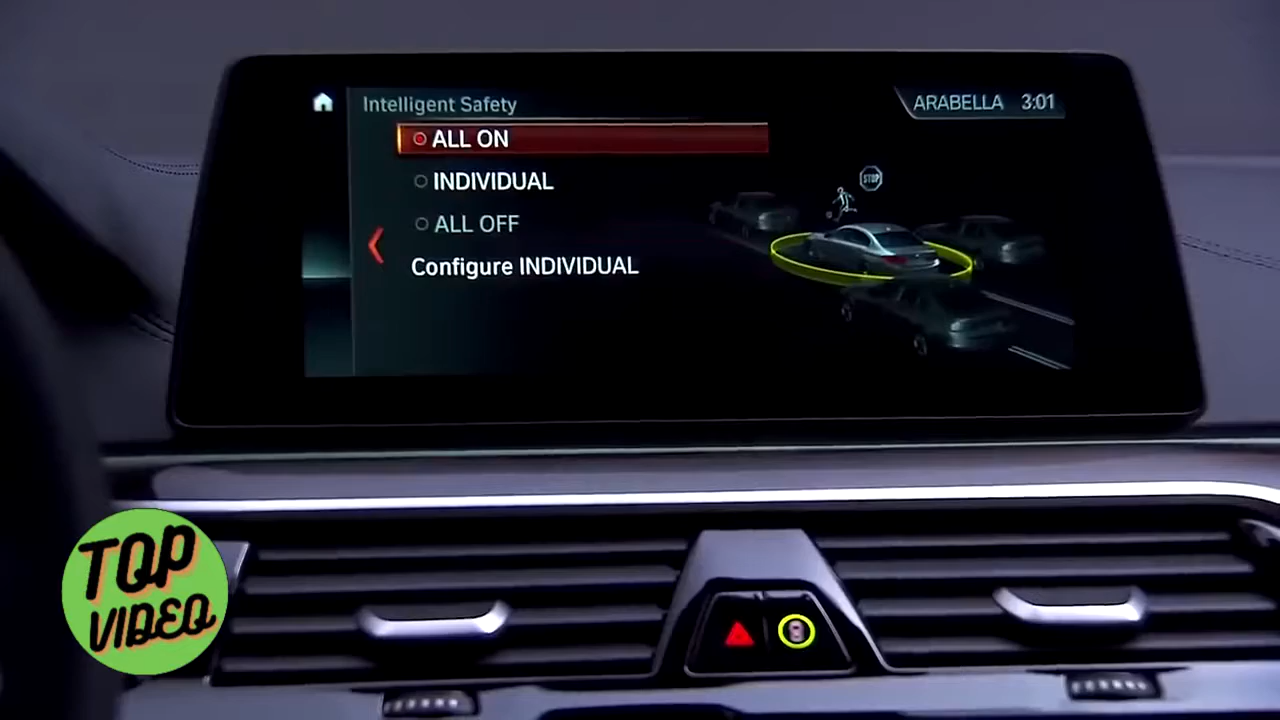 Intelligent Safety
ARABELLA 3:01
ALL ON
INDIVIDUAL
ALL OFF
Configure INDIVIDUAL
STOP
TOP
VIDEO